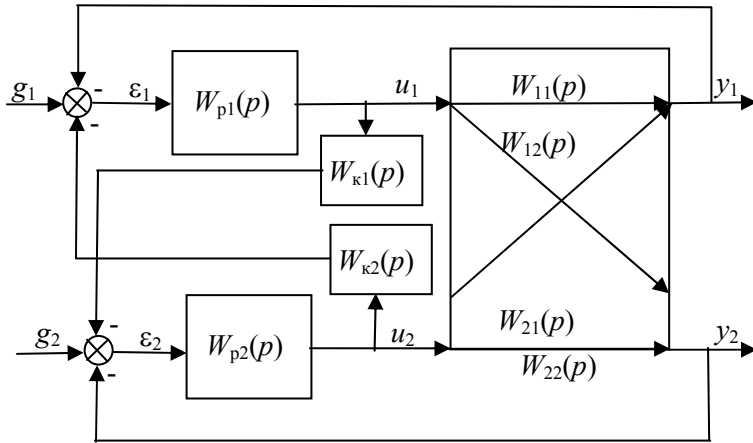 g₁ - ε₁ Wр1(p) u₁ W₁₁(p) y₁
-
W₁₂(p)
Wк1(p)
Wк2(p)
-
g₂ ε₂ Wр2(p) u₂ W₂₁(p) y₂
-
W₂₂(p)